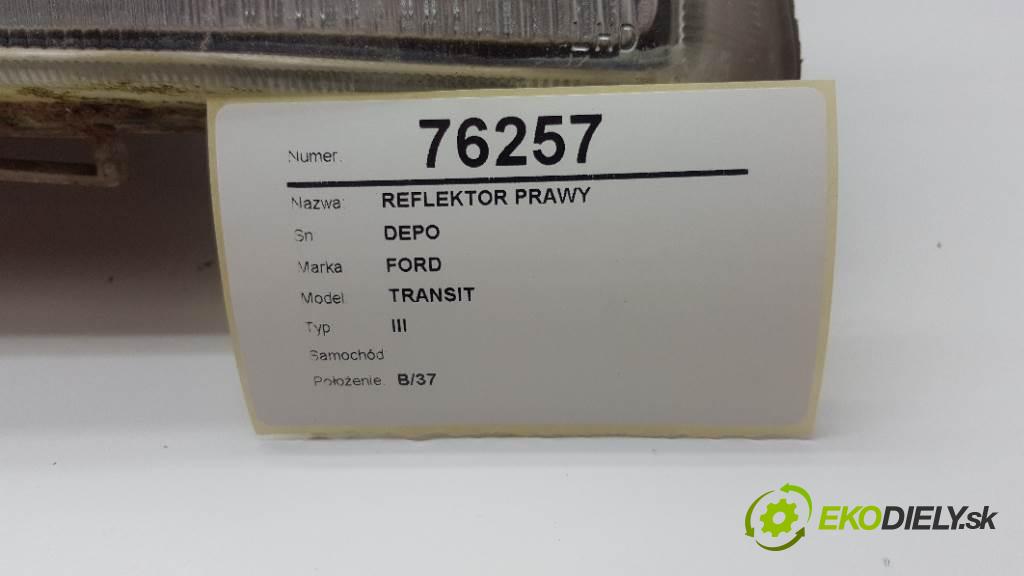 Numer: 76257
Nazwa: REFLEKTOR PRAWY
Sn DEPO
Marka FORD
Model TRANSIT
Typ III
Samochód
Położenie: B/37
EKODIELY.sk